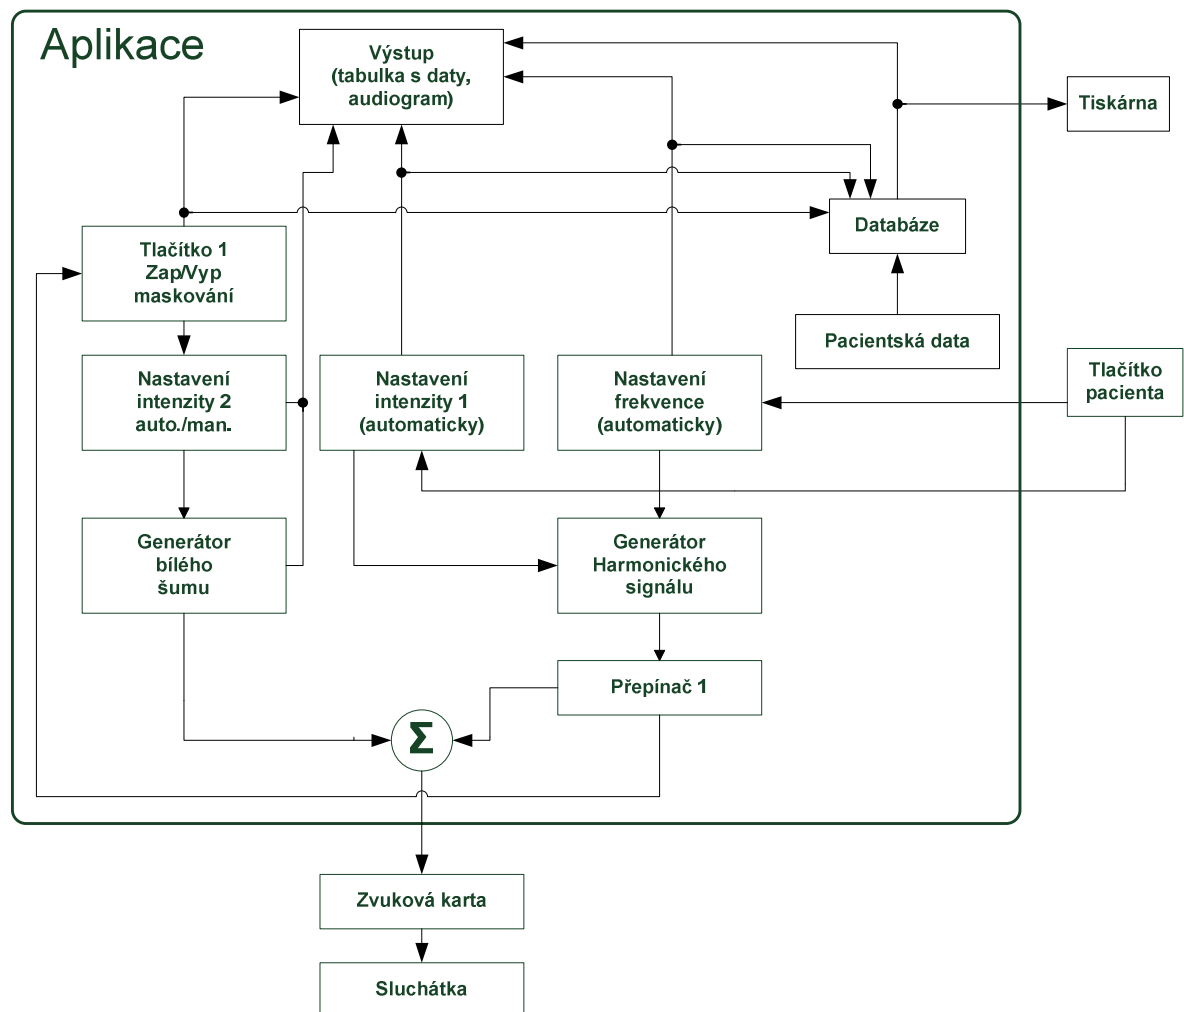 Aplikace
Výstup
(tabulka s daty,
audiogram)
Tiskárna
Databáze
Tlačítko 1
Zap/Vyp
maskování
Pacientská data
Tlačítko
pacienta
Nastavení
intenzity 2
auto./man.
Nastavení
intenzity 1
(automaticky)
Nastavení
frekvence
(automaticky)
Generátor
bílého
šumu
Generátor
Harmonického
signálu
Přepínač 1
Σ
Zvuková karta
Sluchátka